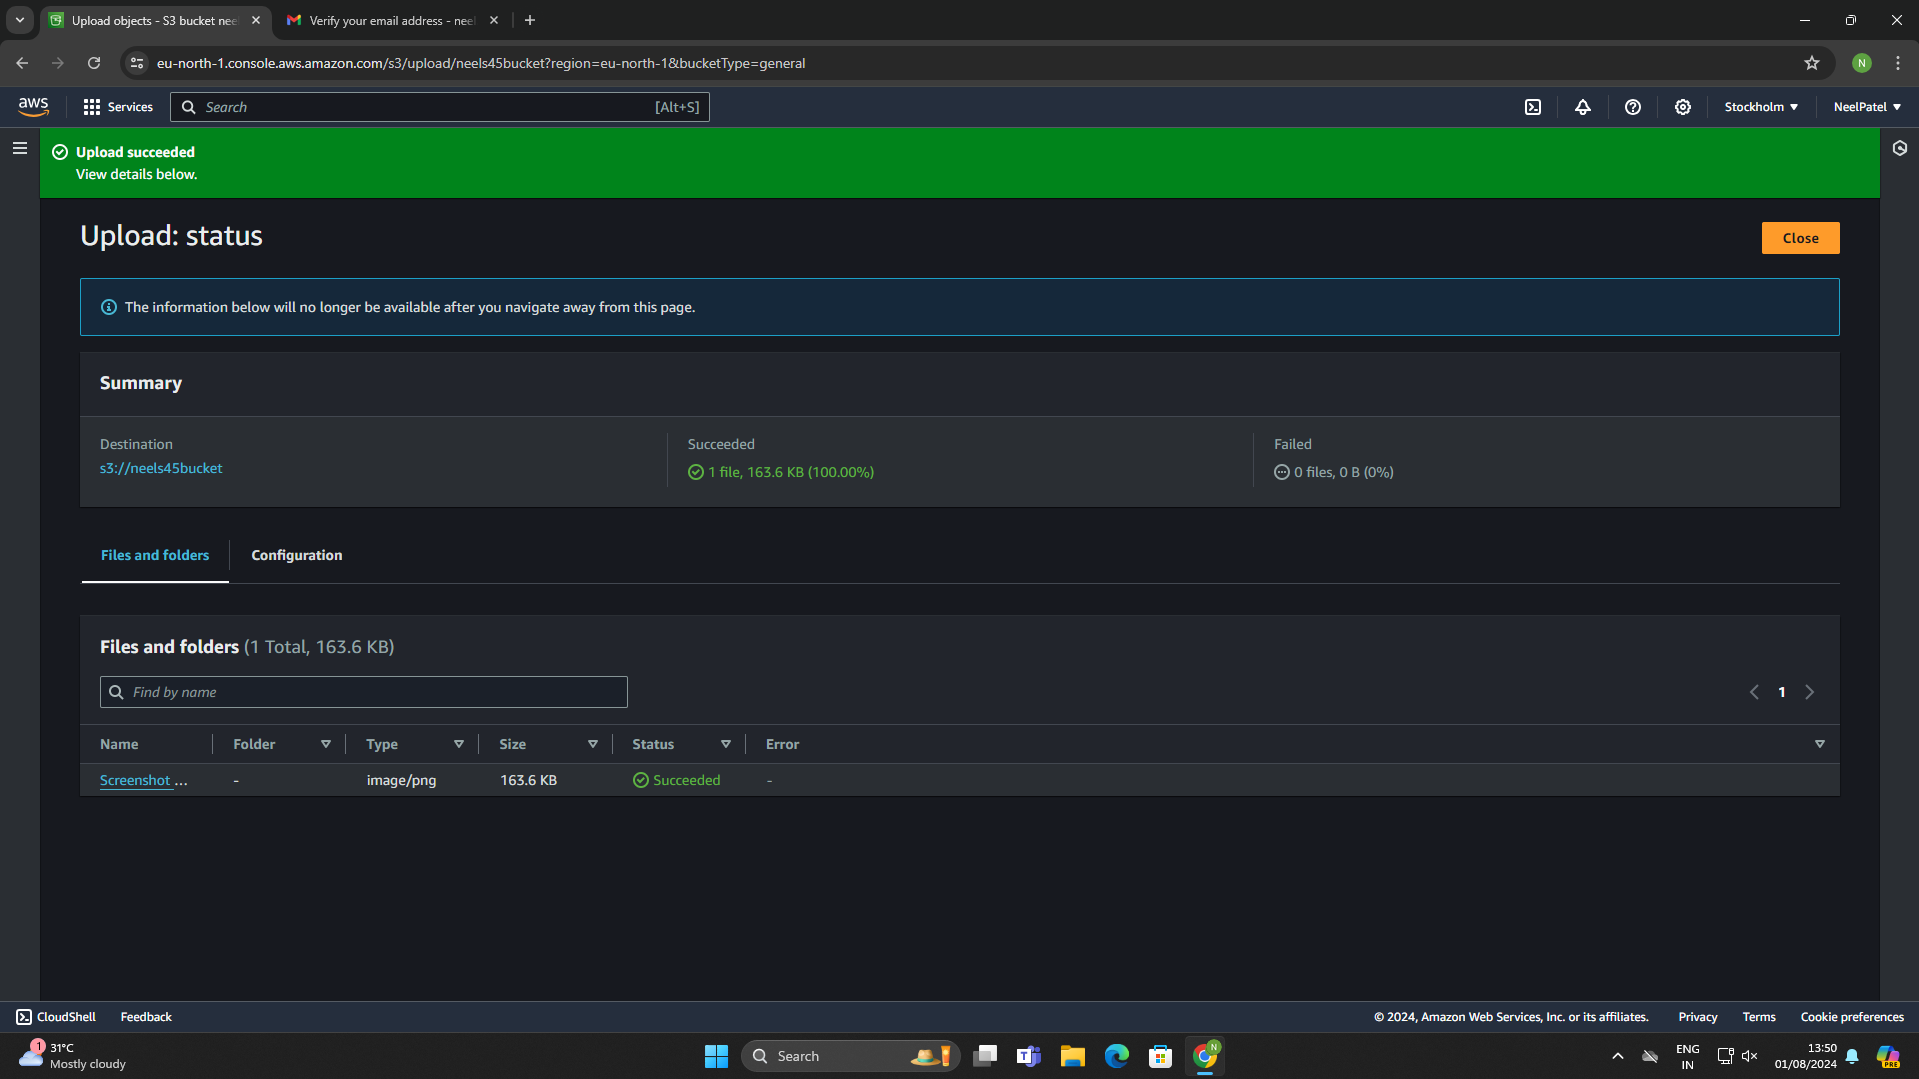 Upload objects - S3 bucket neel
Verify your email address - neel
eu-north-1.console.aws.amazon.com/s3/upload/neels45bucket?region=eu-north-1&bucketType=general
N
aws
Services
Search
[Alt+S]
Stockholm
NeelPatel
Upload succeeded
View details below.
Upload: status
Close
The information below will no longer be available after you navigate away from this page.
Summary
Destination
s3://neels45bucket
Succeeded
1 file, 163.6 KB (100.00%)
Failed
0 files, 0 B (0%)
Files and folders
Configuration
Files and folders (1 Total, 163.6 KB)
Find by name
1
Name
Folder
Type
Size
Status
Error
Screenshot ...
-
image/png
163.6 KB
Succeeded
-
CloudShell
Feedback
© 2024, Amazon Web Services, Inc. or its affiliates.
Privacy
Terms
Cookie preferences
1
31°C
Mostly cloudy
Search
N
ENG
IN
13:50
01/08/2024
PRE